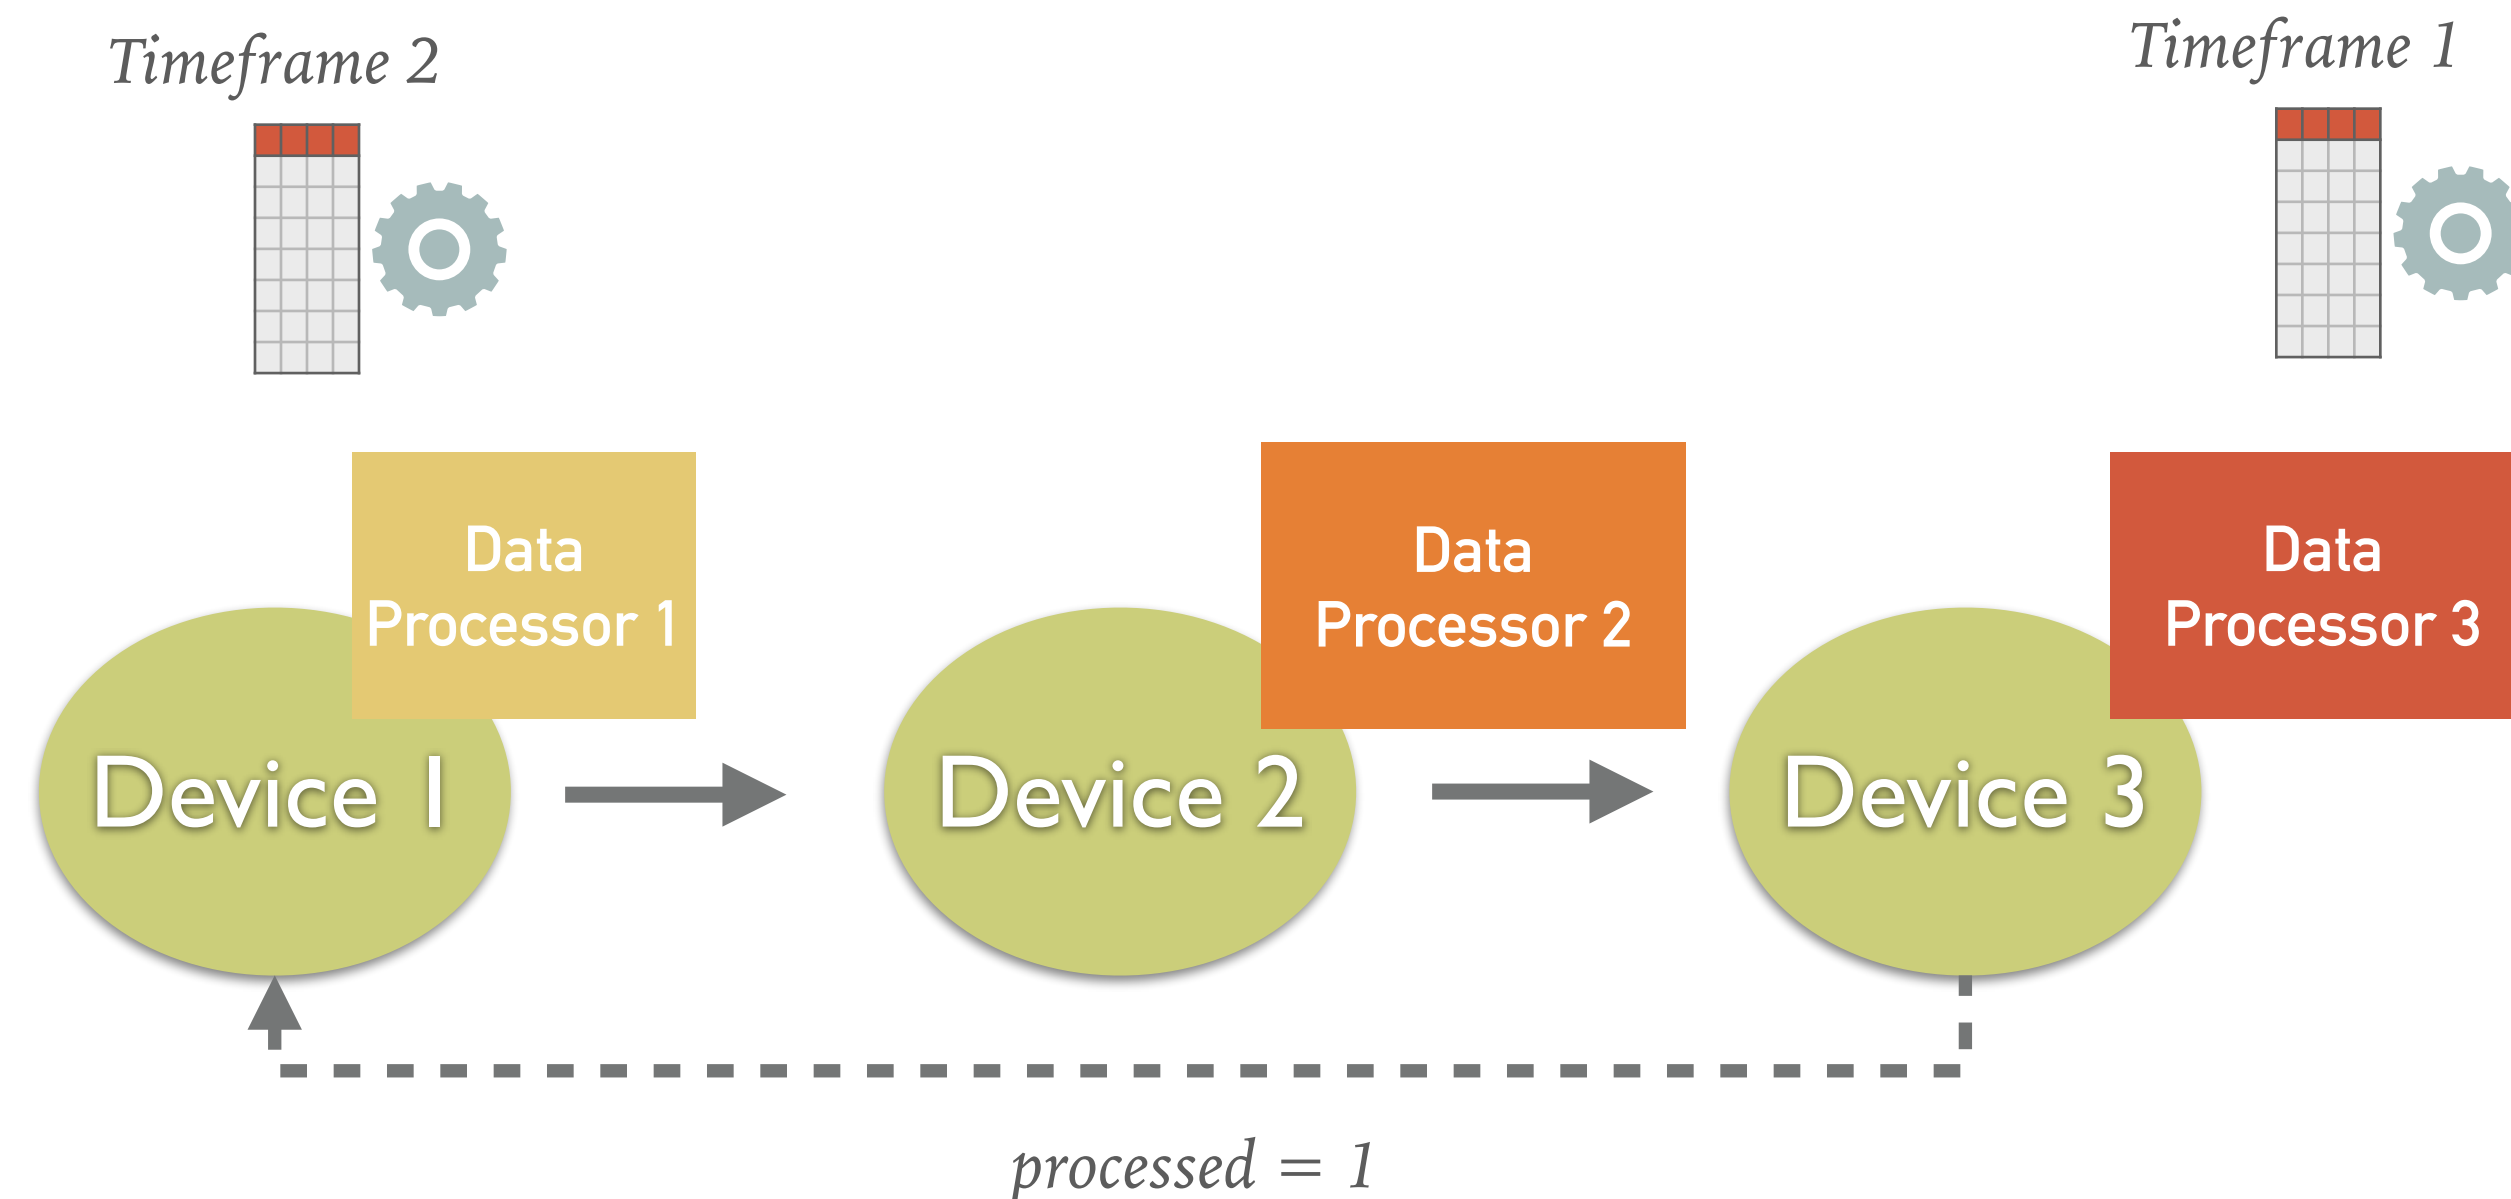 Timeframe 2
Timeframe 1
Data
Processor 1
Data
Processor 2
Data
Processor 3
Device 1
Device 2
Device 3
processed = 1